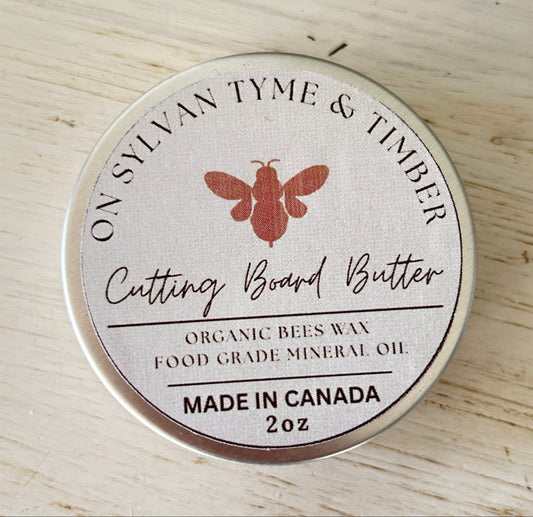 ON SYLVAN TYME & TIMBER
Cutting Board Butter
ORGANIC BEES WAX
FOOD GRADE MINERAL OIL
MADE IN CANADA
2oz